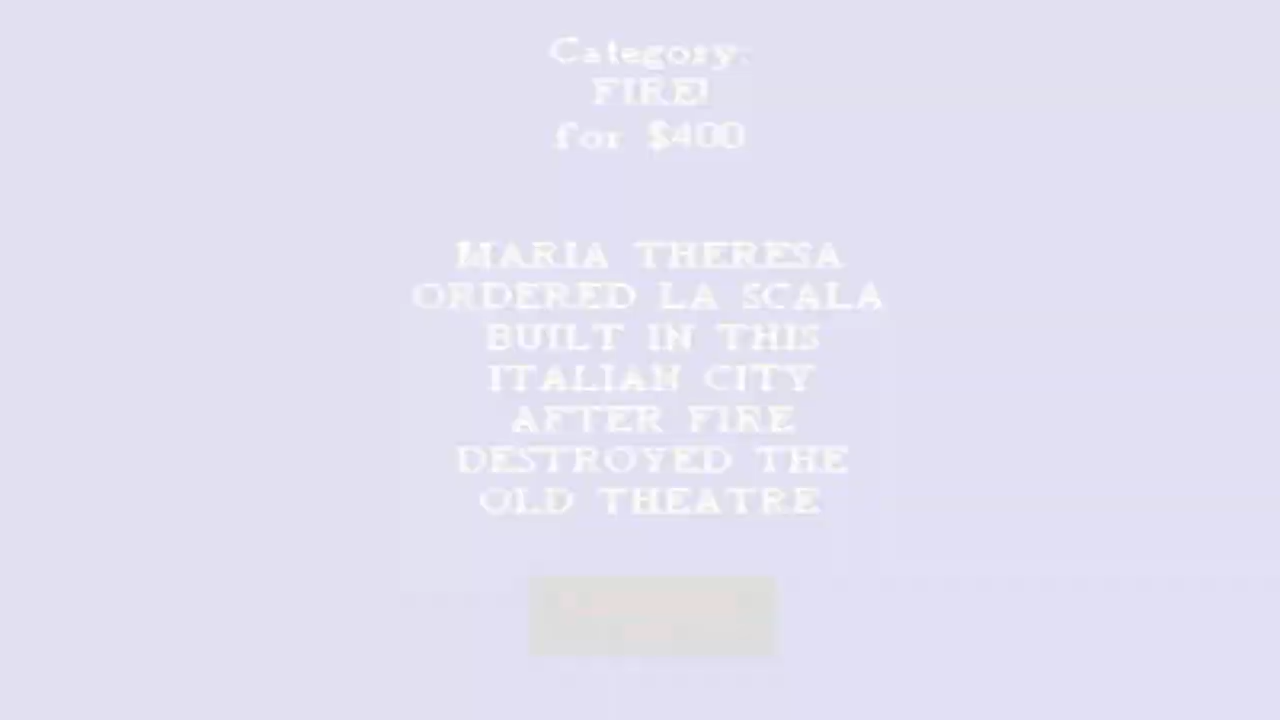 Category:
FIRE!
for $400
MARIA THERESA
ORDERED LA SCALA
BUILT IN THIS
ITALIAN CITY
AFTER FIRE
DESTROYED THE
OLD THEATRE